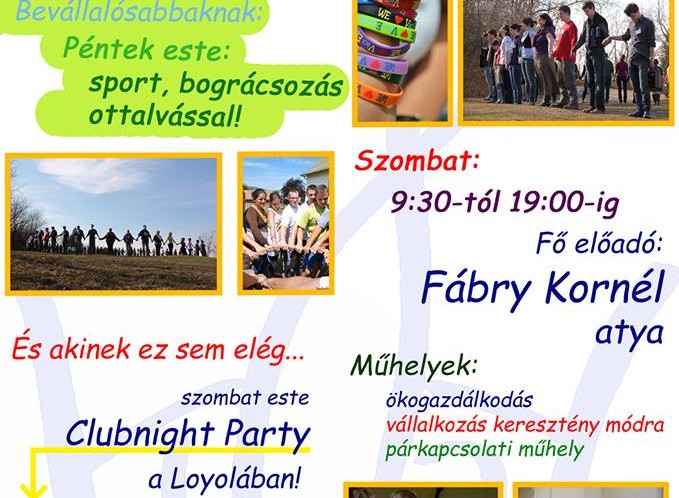 Bevállalósabbaknak:
Péntek este:
sport, bográcsozás
ottalvással!
Szombat:
9:30-tól 19:00-ig
Fő előadó:
Fábry Kornél
atya
És akinek ez sem elég...
szombat este
Clubnight Party
a Loyolában!
Műhelyek:
ökogazdálkodás
vállalkozás keresztény módra
párkapcsolati műhely